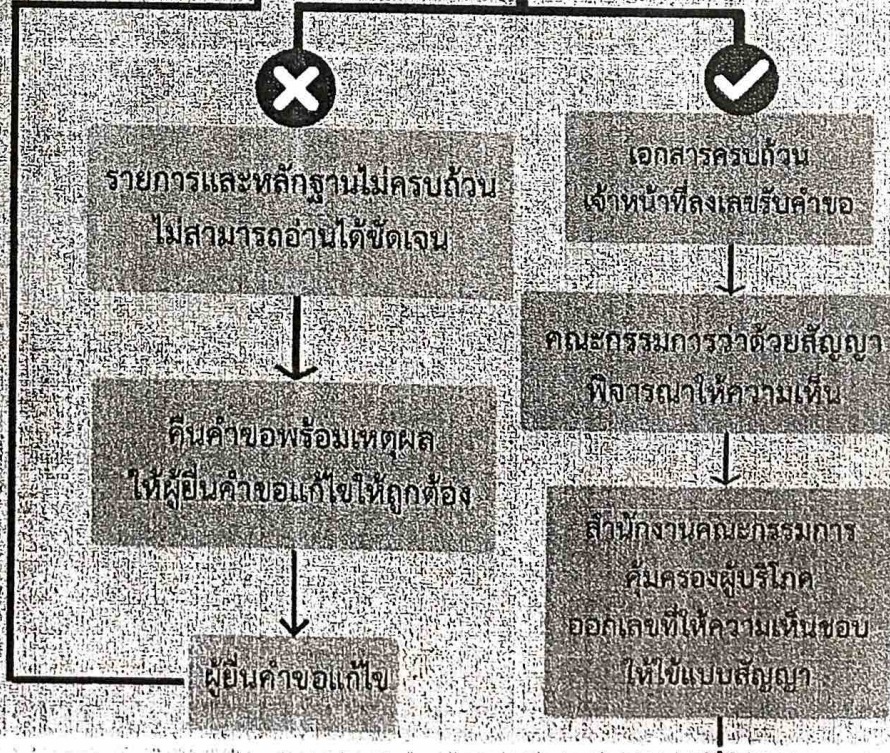 รายการและหลักฐานไม่ครบถ้วน
ไม่สามารถอ่านได้ชัดเจน
คืนคำขอพร้อมเหตุผล
ให้ผู้ยื่นคำขอแก้ไขให้ถูกต้อง
ผู้ยื่นคำขอแก้ไข
เอกสารครบถ้วน
เจ้าหน้าที่ลงเลขรับคำขอ
คณะกรรมการว่าด้วยสัญญา
พิจารณาให้ความเห็น
สำนักงานคณะกรรมการ
คุ้มครองผู้บริโภค
ออกเลขที่ให้ความเห็นชอบ
ให้ใช้แบบสัญญา